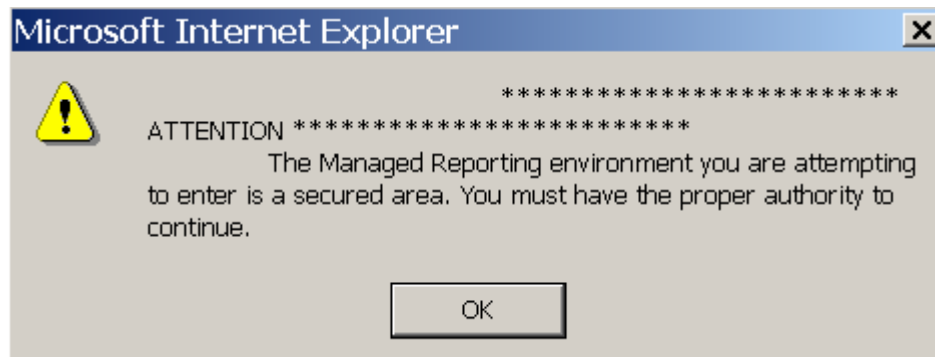 Microsoft Internet Explorer
*************************
ATTENTION *************************
The Managed Reporting environment you are attempting
to enter is a secured area. You must have the proper authority to
continue.
OK